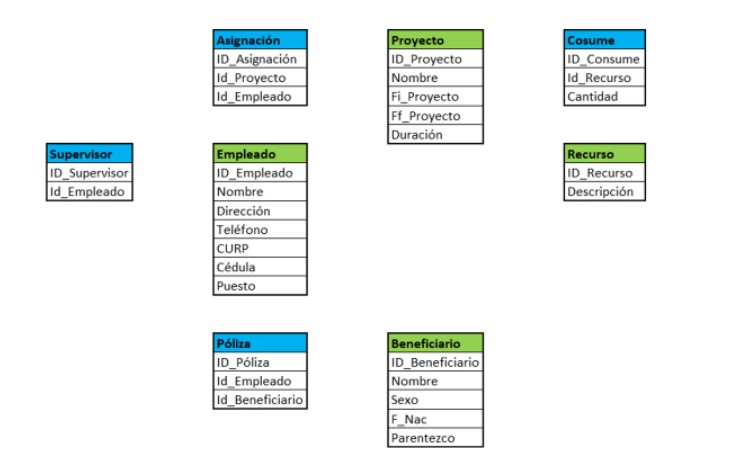 Asignación
ID_Asignación
Id_Proyecto
Id_Empleado
Proyecto
ID_Proyecto
Nombre
Fi_Proyecto
Ff_Proyecto
Duración
Cosume
ID_Consume
Id_Recurso
Cantidad
Supervisor
ID_Supervisor
Id_Empleado
Empleado
ID_Empleado
Nombre
Dirección
Teléfono
CURP
Cédula
Puesto
Recurso
ID_Recurso
Descripción
Póliza
ID_Póliza
Id_Empleado
Id_Beneficiario
Beneficiario
ID_Beneficiario
Nombre
Sexo
F_Nac
Parentezco